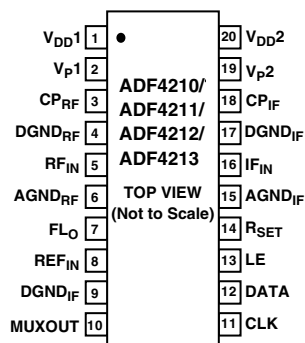 VDD1 1
VP1 2
CPRF 3
DGNDRF 4
RFIN 5
AGNDRF 6
FLO 7
REFIN 8
DGNDIF 9
MUXOUT 10
ADF4210/
ADF4211/
ADF4212/
ADF4213
TOP VIEW
(Not to Scale)
20 VDD2
19 VP2
18 CPIF
17 DGNDIF
16 IFIN
15 AGNDIF
14 RSET
13 LE
12 DATA
11 CLK